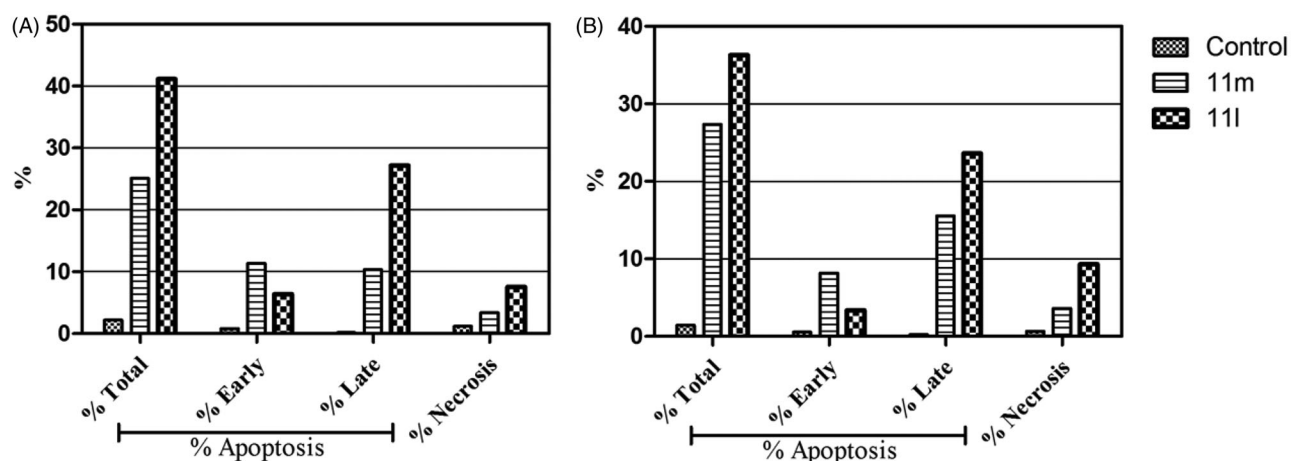 (A)
50
40
30
20
10
0
%
% Total
% Early
% Late
% Necrosis
% Apoptosis
(B)
40
30
20
10
0
%
% Total
% Early
% Late
% Necrosis
% Apoptosis
Control
11m
11l